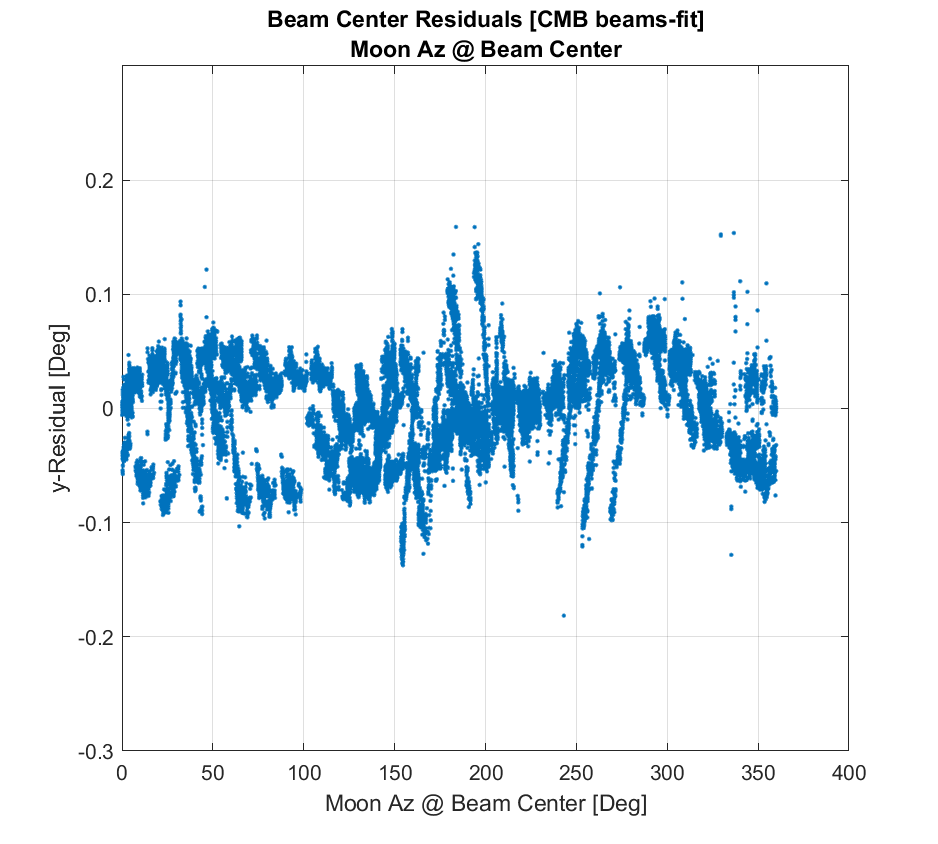 Beam Center Residuals [CMB beams-fit]
Moon Az @ Beam Center
0.2
0.1
0
-0.1
-0.2
-0.3
y-Residual [Deg]
0 50 100 150 200 250 300 350 400
Moon Az @ Beam Center [Deg]